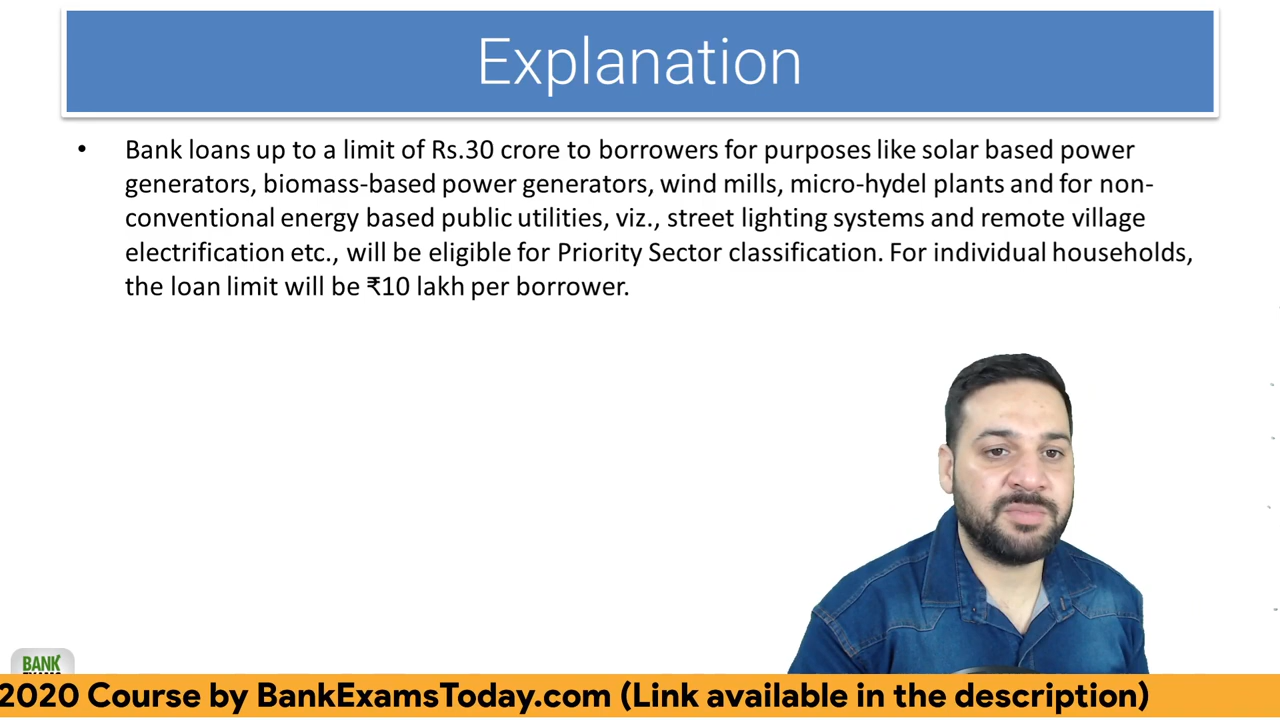 Explanation
• Bank loans up to a limit of Rs.30 crore to borrowers for purposes like solar based power
generators, biomass-based power generators, wind mills, micro-hydel plants and for non-
conventional energy based public utilities, viz., street lighting systems and remote village
electrification etc., will be eligible for Priority Sector classification. For individual households,
the loan limit will be ₹10 lakh per borrower.
BANK
2020 Course by BankExamsToday.com (Link available in the description)